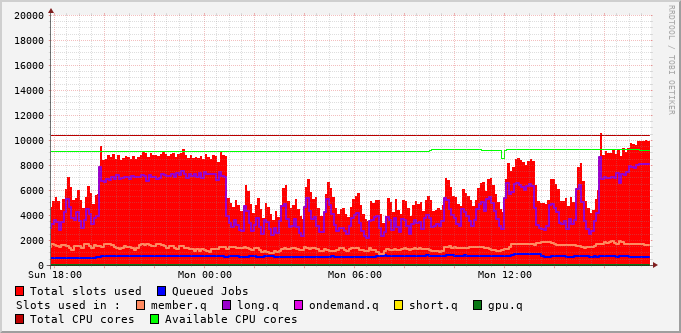 20000
18000
16000
14000
12000
10000
8000
6000
4000
2000
0
Sun 18:00 Mon 00:00 Mon 06:00 Mon 12:00
Total slots used Queued Jobs
Slots used in : member.q long.q ondemand.q short.q gpu.q
Total CPU cores Available CPU cores
RRDTOOL / TOBI OETIKER